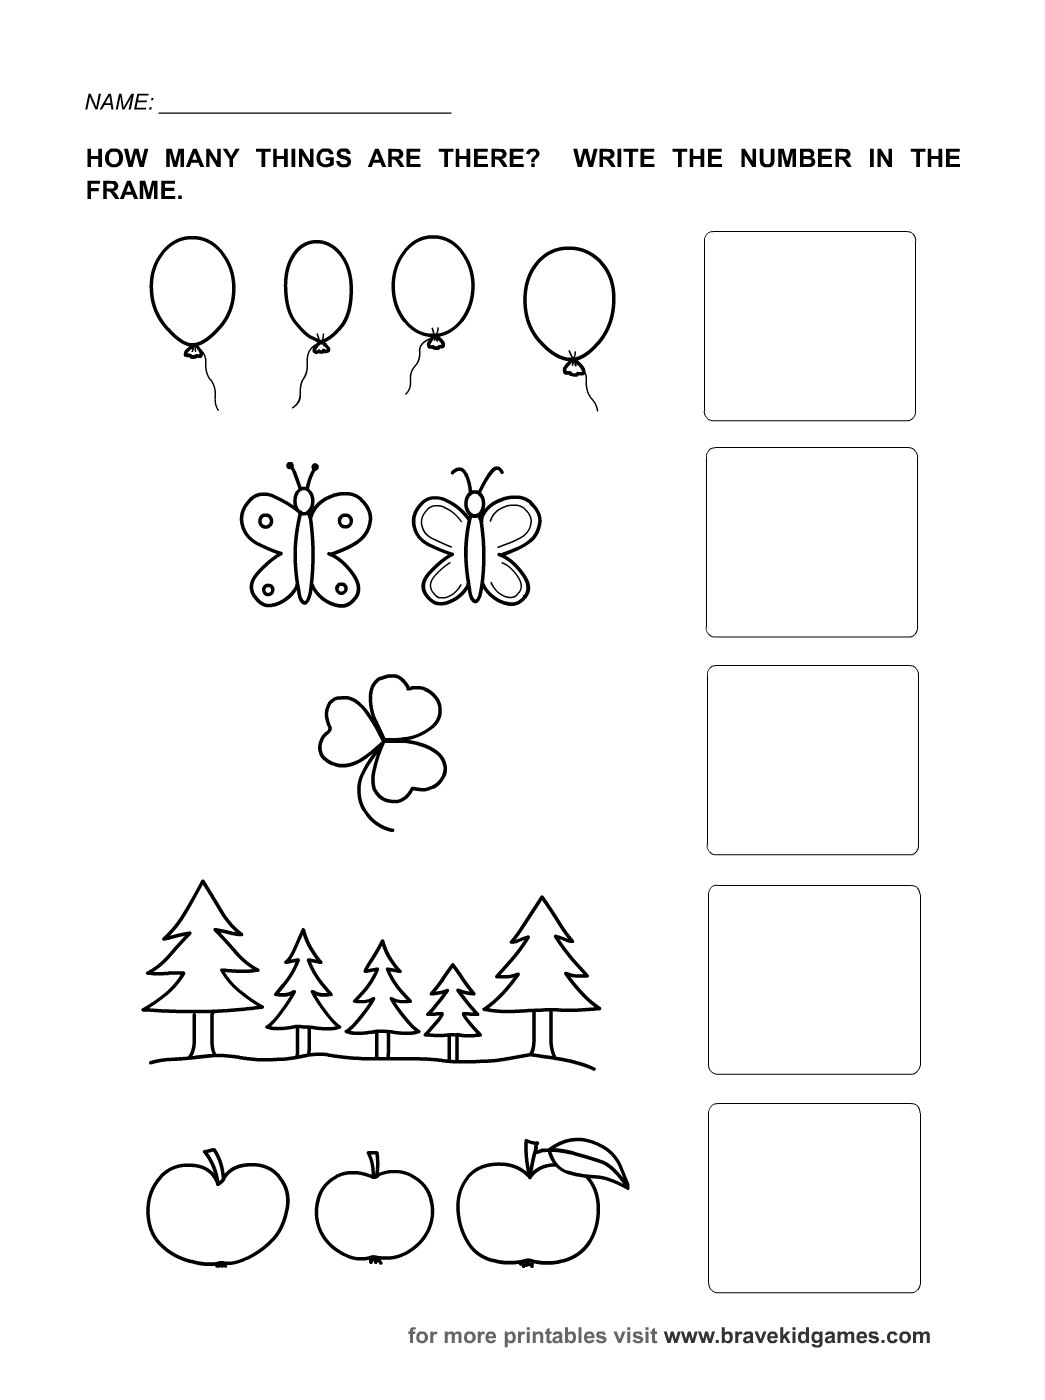 NAME: ________________________
HOW MANY THINGS ARE THERE? WRITE THE NUMBER IN THE
FRAME.
for more printables visit www.bravekidgames.com